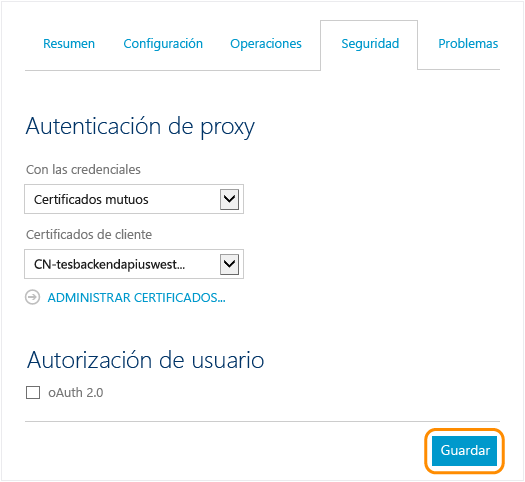 Resumen Configuración Operaciones Seguridad Problemas
Autenticación de proxy
Con las credenciales
Certificados mutuos
Certificados de cliente
CN-tesbackendapiuswest...
ADMINISTRAR CERTIFICADOS...
Autorización de usuario
oAuth 2.0
Guardar